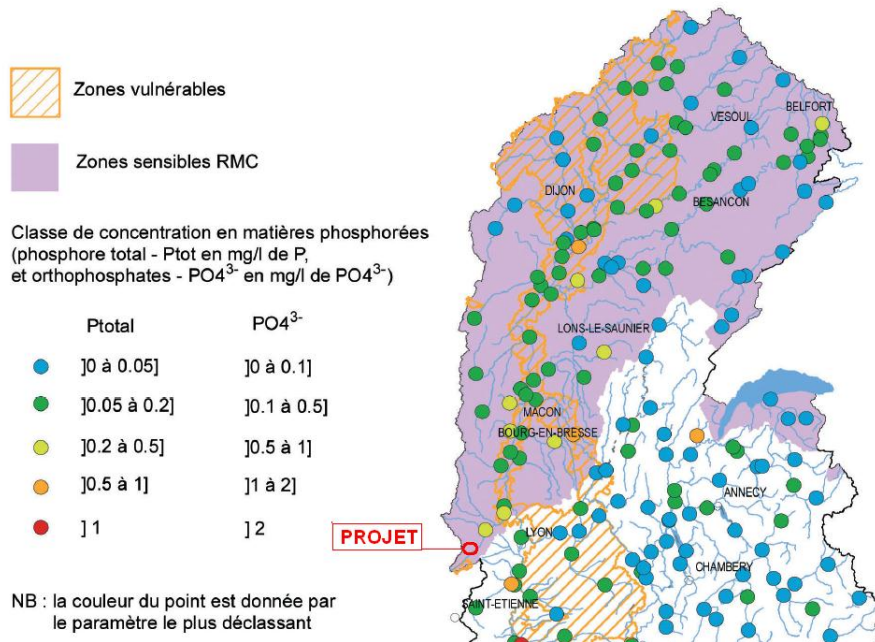 Zones vulnérables
Zones sensibles RMC
Classe de concentration en matières phosphorées
(phosphore total - Ptot en mg/l de P,
et orthophosphates - PO4³⁻ en mg/l de PO4³⁻)
Ptotal PO4³⁻
]0 à 0.05] ]0 à 0.1]
]0.05 à 0.2] ]0.1 à 0.5]
]0.2 à 0.5] ]0.5 à 1]
]0.5 à 1] ]1 à 2]
]1 ]2
NB : la couleur du point est donnée par
le paramètre le plus déclassant
PROJET
BELFORT
VESOUL
DIJON
BESANCON
LONS-LE-SAUNIER
MACON
BOURG-EN-BRESSE
ANNECY
LYON
CHAMBERY
SAINT-ETIENNE